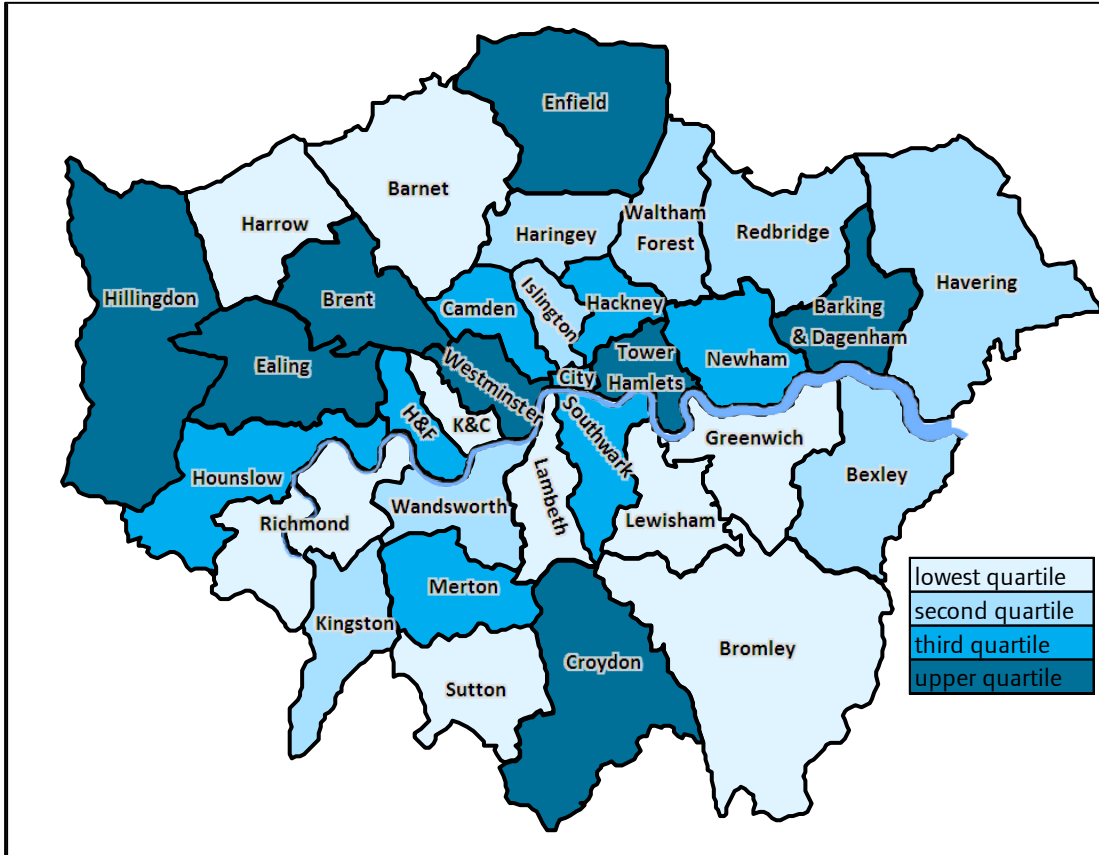 Enfield
Barnet
Waltham
Forest
Harrow
Haringey
Redbridge
Havering
Hillingdon
Brent
Camden
Islington
Hackney
Barking
& Dagenham
Ealing
Westminster
Tower
Hamlets
Newham
City
H&F
K&C
Southwark
Greenwich
Hounslow
Bexley
Wandsworth
Lambeth
Lewisham
Richmond
Merton
Kingston
Bromley
Croydon
Sutton
lowest quartile
second quartile
third quartile
upper quartile